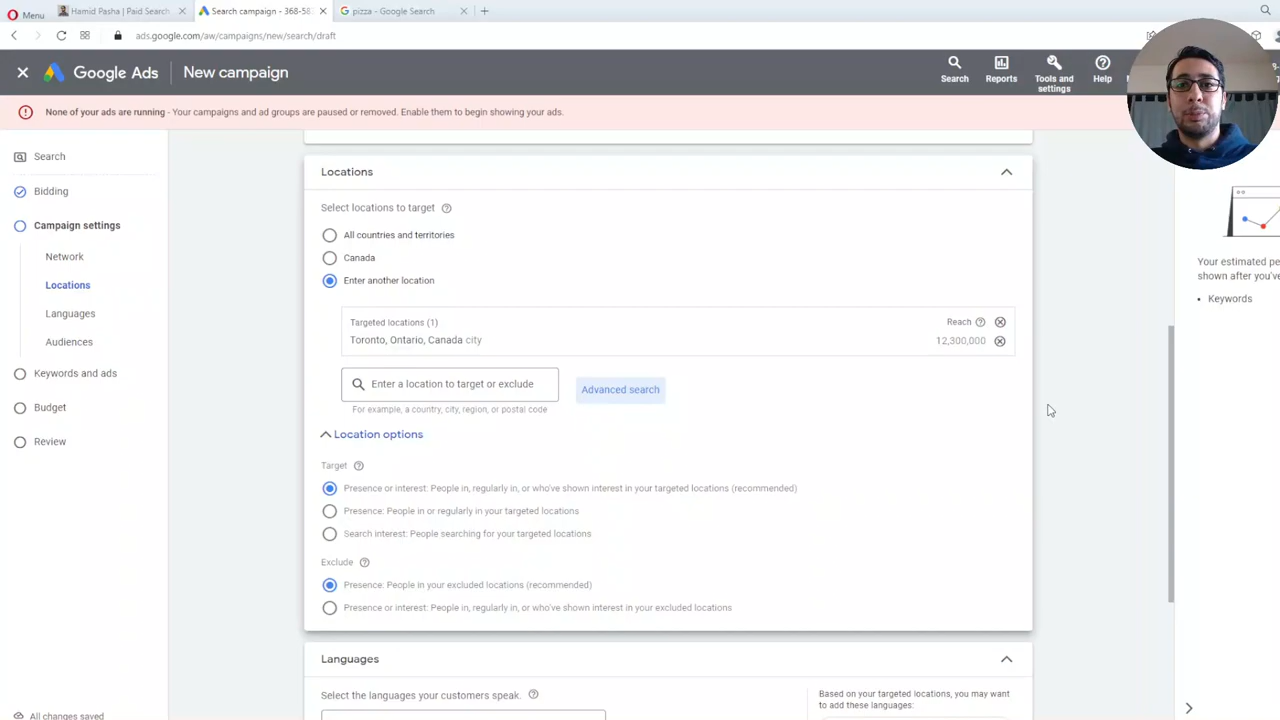 Menu
Hamid Pasha | Paid Search
Search campaign - 368-58
pizza - Google Search
ads.google.com/aw/campaigns/new/search/draft
Google Ads
New campaign
Search
Reports
Tools and settings
Help
None of your ads are running - Your campaigns and ad groups are paused or removed. Enable them to begin showing your ads.
Search
Bidding
Campaign settings
Network
Locations
Languages
Audiences
Keywords and ads
Budget
Review
All changes saved
Locations
Select locations to target
All countries and territories
Canada
Enter another location
Targeted locations (1)
Reach
Toronto, Ontario, Canada city
12,300,000
Enter a location to target or exclude
Advanced search
For example, a country, city, region, or postal code
Location options
Target
Presence or interest: People in, regularly in, or who've shown interest in your targeted locations (recommended)
Presence: People in or regularly in your targeted locations
Search interest: People searching for your targeted locations
Exclude
Presence: People in your excluded locations (recommended)
Presence or interest: People in, regularly in, or who've shown interest in your excluded locations
Languages
Select the languages your customers speak.
Based on your targeted locations, you may want
to add these languages:
Your estimated pe
shown after you've
• Keywords